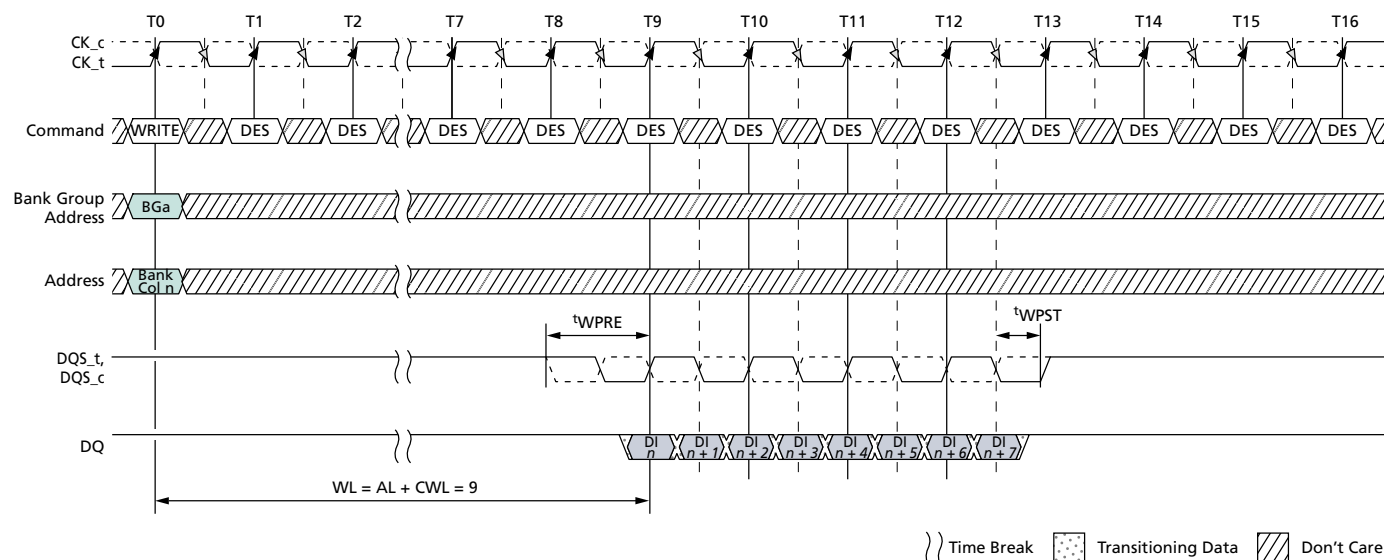 T0 T1 T2 T7 T8 T9 T10 T11 T12 T13 T14 T15 T16
CK_c
CK_t
Command WRITE DES DES DES DES DES DES DES DES DES DES DES DES
Bank Group
Address
BGa
Address
Bank
Col n
tWPRE
tWPST
DQS_t,
DQS_c
DQ
DI
n
DI
n + 1
DI
n + 2
DI
n + 3
DI
n + 4
DI
n + 5
DI
n + 6
DI
n + 7
WL = AL + CWL = 9
Time Break Transitioning Data Don't Care